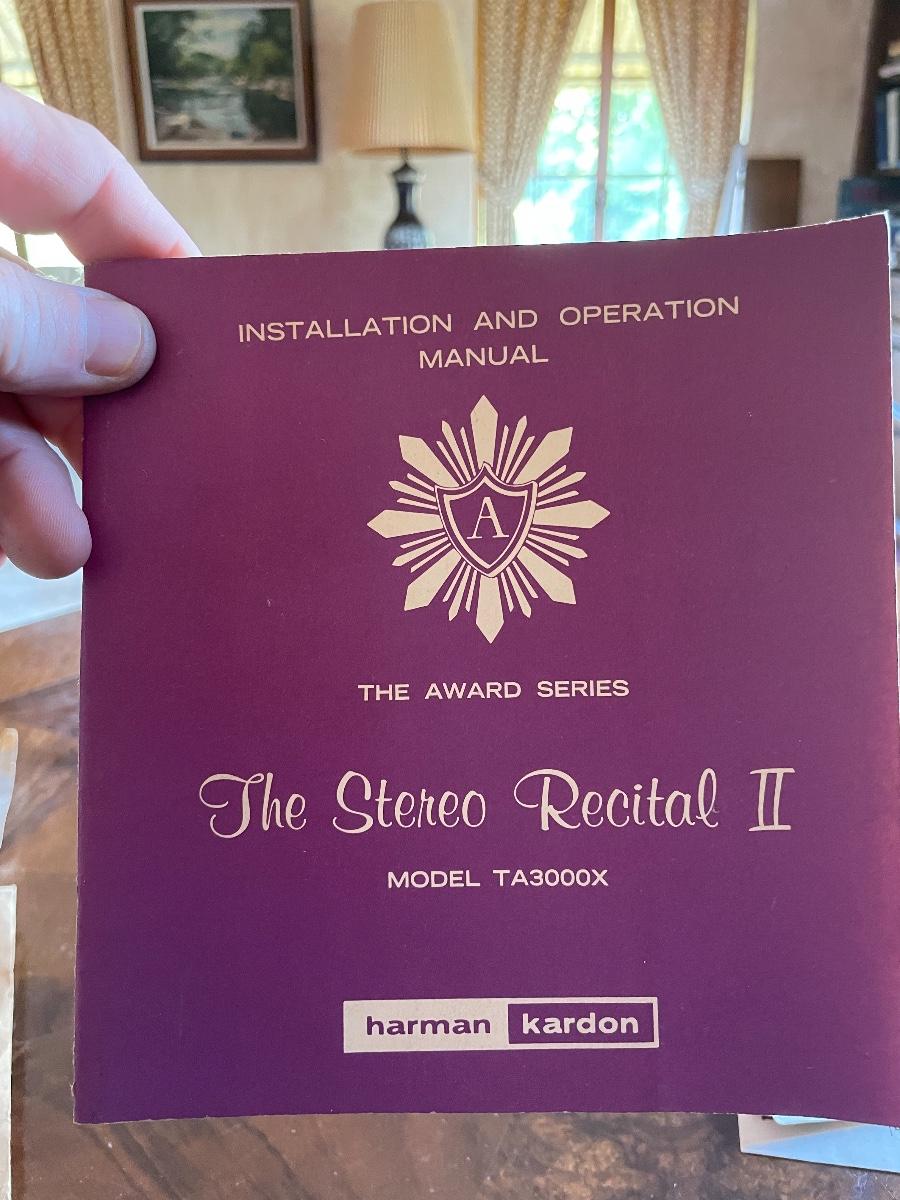 INSTALLATION AND OPERATION
MANUAL
A
THE AWARD SERIES
The Stereo Recital II
MODEL TA3000X
harman kardon